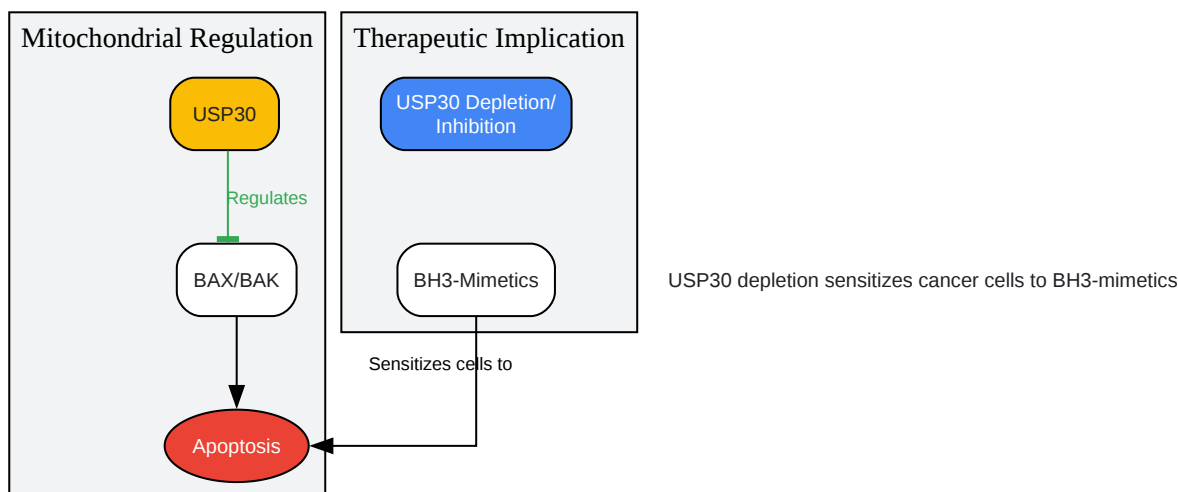 Mitochondrial Regulation
Therapeutic Implication
USP30
USP30 Depletion/
Inhibition
Regulates
BAX/BAK
BH3-Mimetics
USP30 depletion sensitizes cancer cells to BH3-mimetics
Sensitizes cells to
Apoptosis